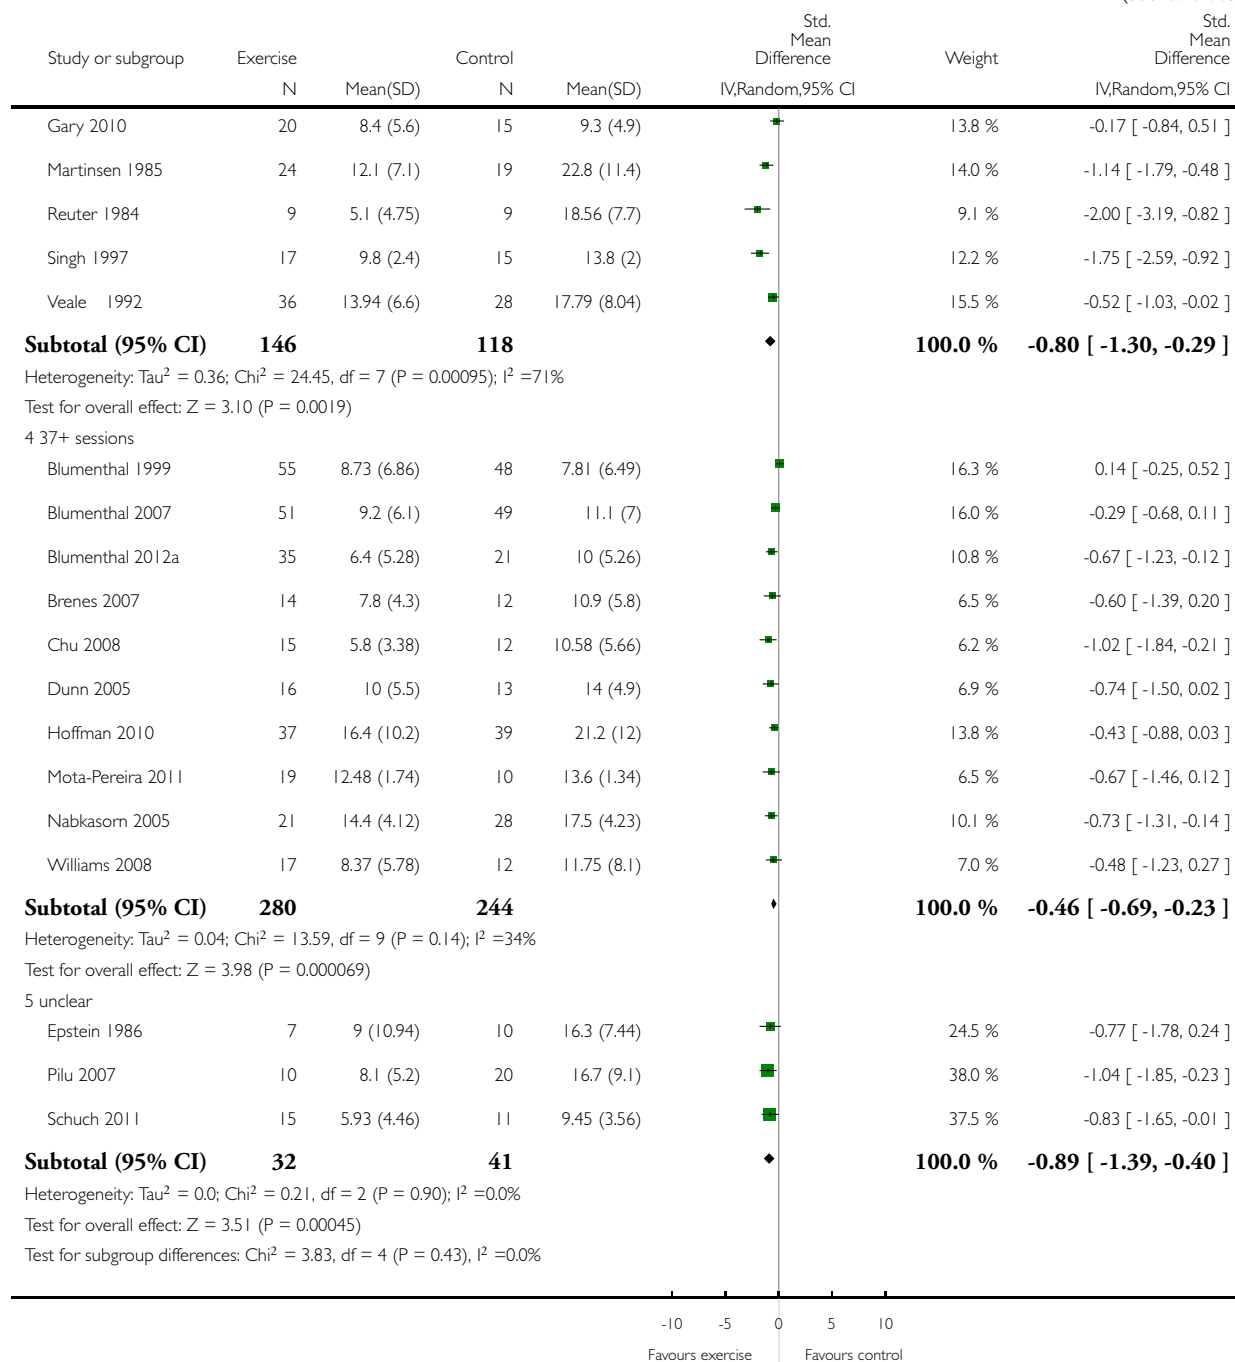 Std.
Mean
Difference
Std.
Mean
Difference
Study or subgroup Exercise Control Weight
N Mean(SD) N Mean(SD) IV,Random,95% CI IV,Random,95% CI
Gary 2010 20 8.4 (5.6) 15 9.3 (4.9) 13.8 % -0.17 [ -0.84, 0.51 ]
Martinsen 1985 24 12.1 (7.1) 19 22.8 (11.4) 14.0 % -1.14 [ -1.79, -0.48 ]
Reuter 1984 9 5.1 (4.75) 9 18.56 (7.7) 9.1 % -2.00 [ -3.19, -0.82 ]
Singh 1997 17 9.8 (2.4) 15 13.8 (2) 12.2 % -1.75 [ -2.59, -0.92 ]
Veale 1992 36 13.94 (6.6) 28 17.79 (8.04) 15.5 % -0.52 [ -1.03, -0.02 ]
Subtotal (95% CI) 146 118 100.0 % -0.80 [ -1.30, -0.29 ]
Heterogeneity: Tau² = 0.36; Chi² = 24.45, df = 7 (P = 0.00095); I² =71%
Test for overall effect: Z = 3.10 (P = 0.0019)
4 37+ sessions
Blumenthal 1999 55 8.73 (6.86) 48 7.81 (6.49) 16.3 % 0.14 [ -0.25, 0.52 ]
Blumenthal 2007 51 9.2 (6.1) 49 11.1 (7) 16.0 % -0.29 [ -0.68, 0.11 ]
Blumenthal 2012a 35 6.4 (5.28) 21 10 (5.26) 10.8 % -0.67 [ -1.23, -0.12 ]
Brenes 2007 14 7.8 (4.3) 12 10.9 (5.8) 6.5 % -0.60 [ -1.39, 0.20 ]
Chu 2008 15 5.8 (3.38) 12 10.58 (5.66) 6.2 % -1.02 [ -1.84, -0.21 ]
Dunn 2005 16 10 (5.5) 13 14 (4.9) 6.9 % -0.74 [ -1.50, 0.02 ]
Hoffman 2010 37 16.4 (10.2) 39 21.2 (12) 13.8 % -0.43 [ -0.88, 0.03 ]
Mota-Pereira 2011 19 12.48 (1.74) 10 13.6 (1.34) 6.5 % -0.67 [ -1.46, 0.12 ]
Nabkasorn 2005 21 14.4 (4.12) 28 17.5 (4.23) 10.1 % -0.73 [ -1.31, -0.14 ]
Williams 2008 17 8.37 (5.78) 12 11.75 (8.1) 7.0 % -0.48 [ -1.23, 0.27 ]
Subtotal (95% CI) 280 244 100.0 % -0.46 [ -0.69, -0.23 ]
Heterogeneity: Tau² = 0.04; Chi² = 13.59, df = 9 (P = 0.14); I² =34%
Test for overall effect: Z = 3.98 (P = 0.000069)
5 unclear
Epstein 1986 7 9 (10.94) 10 16.3 (7.44) 24.5 % -0.77 [ -1.78, 0.24 ]
Pilu 2007 10 8.1 (5.2) 20 16.7 (9.1) 38.0 % -1.04 [ -1.85, -0.23 ]
Schuch 2011 15 5.93 (4.46) 11 9.45 (3.56) 37.5 % -0.83 [ -1.65, -0.01 ]
Subtotal (95% CI) 32 41 100.0 % -0.89 [ -1.39, -0.40 ]
Heterogeneity: Tau² = 0.0; Chi² = 0.21, df = 2 (P = 0.90); I² =0.0%
Test for overall effect: Z = 3.51 (P = 0.00045)
Test for subgroup differences: Chi² = 3.83, df = 4 (P = 0.43), I² =0.0%
-10 -5 0 5 10
Favours exercise Favours control